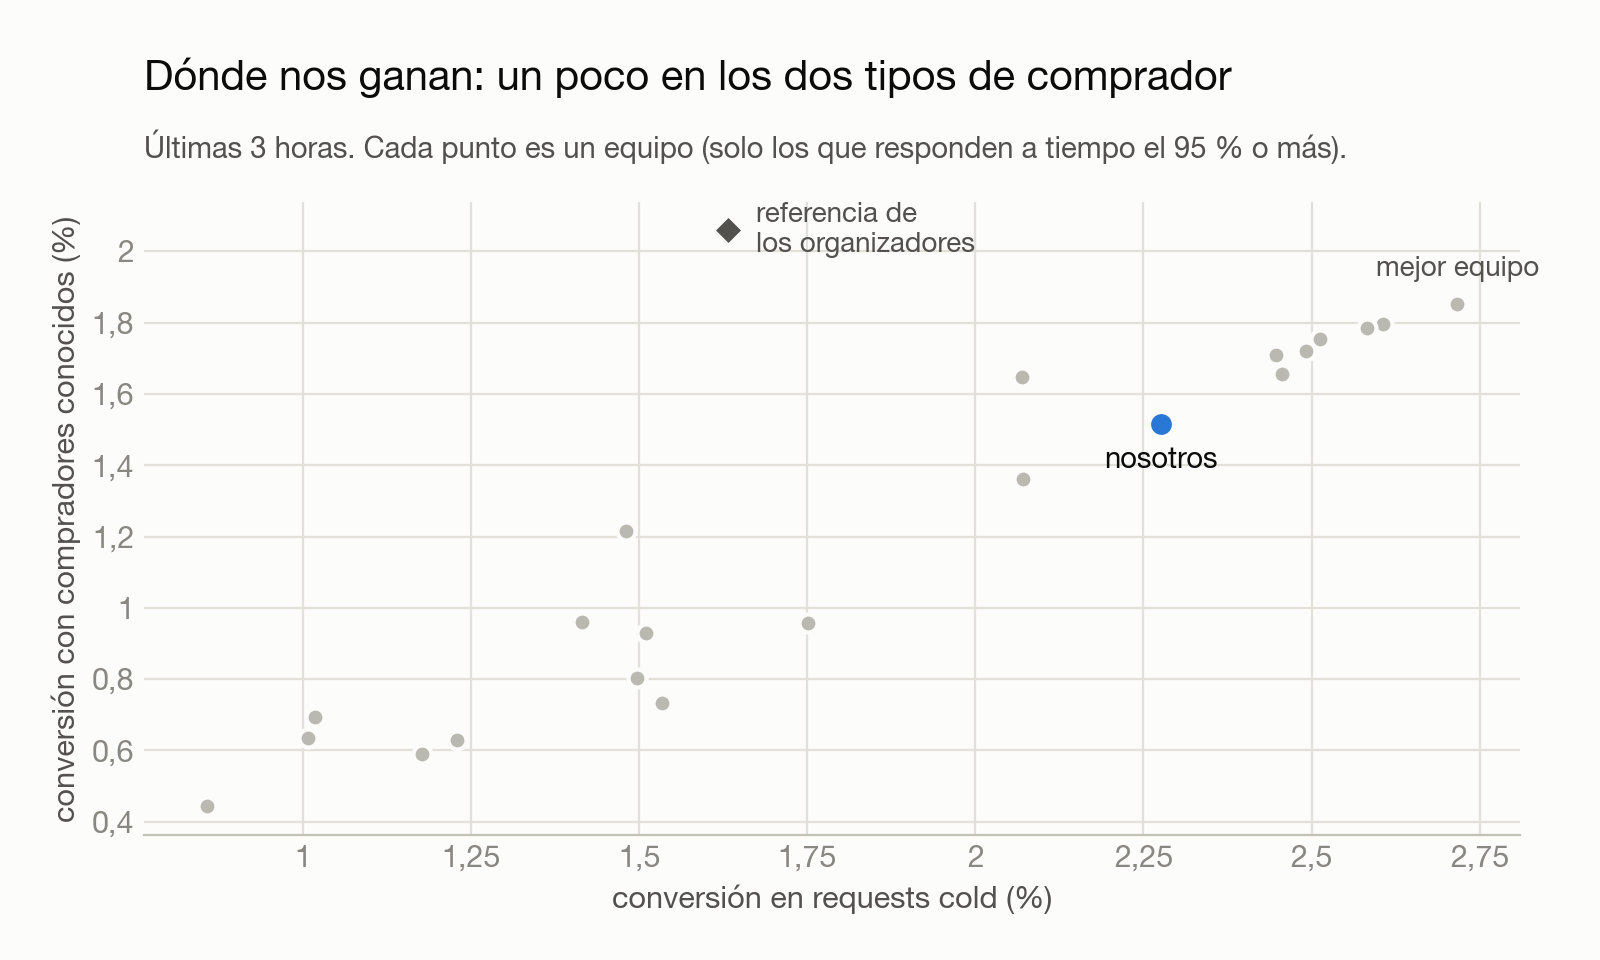 Dónde nos ganan: un poco en los dos tipos de comprador
Últimas 3 horas. Cada punto es un equipo (solo los que responden a tiempo el 95 % o más).
conversión con compradores conocidos (%)
referencia de
los organizadores
mejor equipo
nosotros
2
1,8
1,6
1,4
1,2
1
0,8
0,6
0,4
1
1,25
1,5
1,75
2
2,25
2,5
2,75
conversión en requests cold (%)